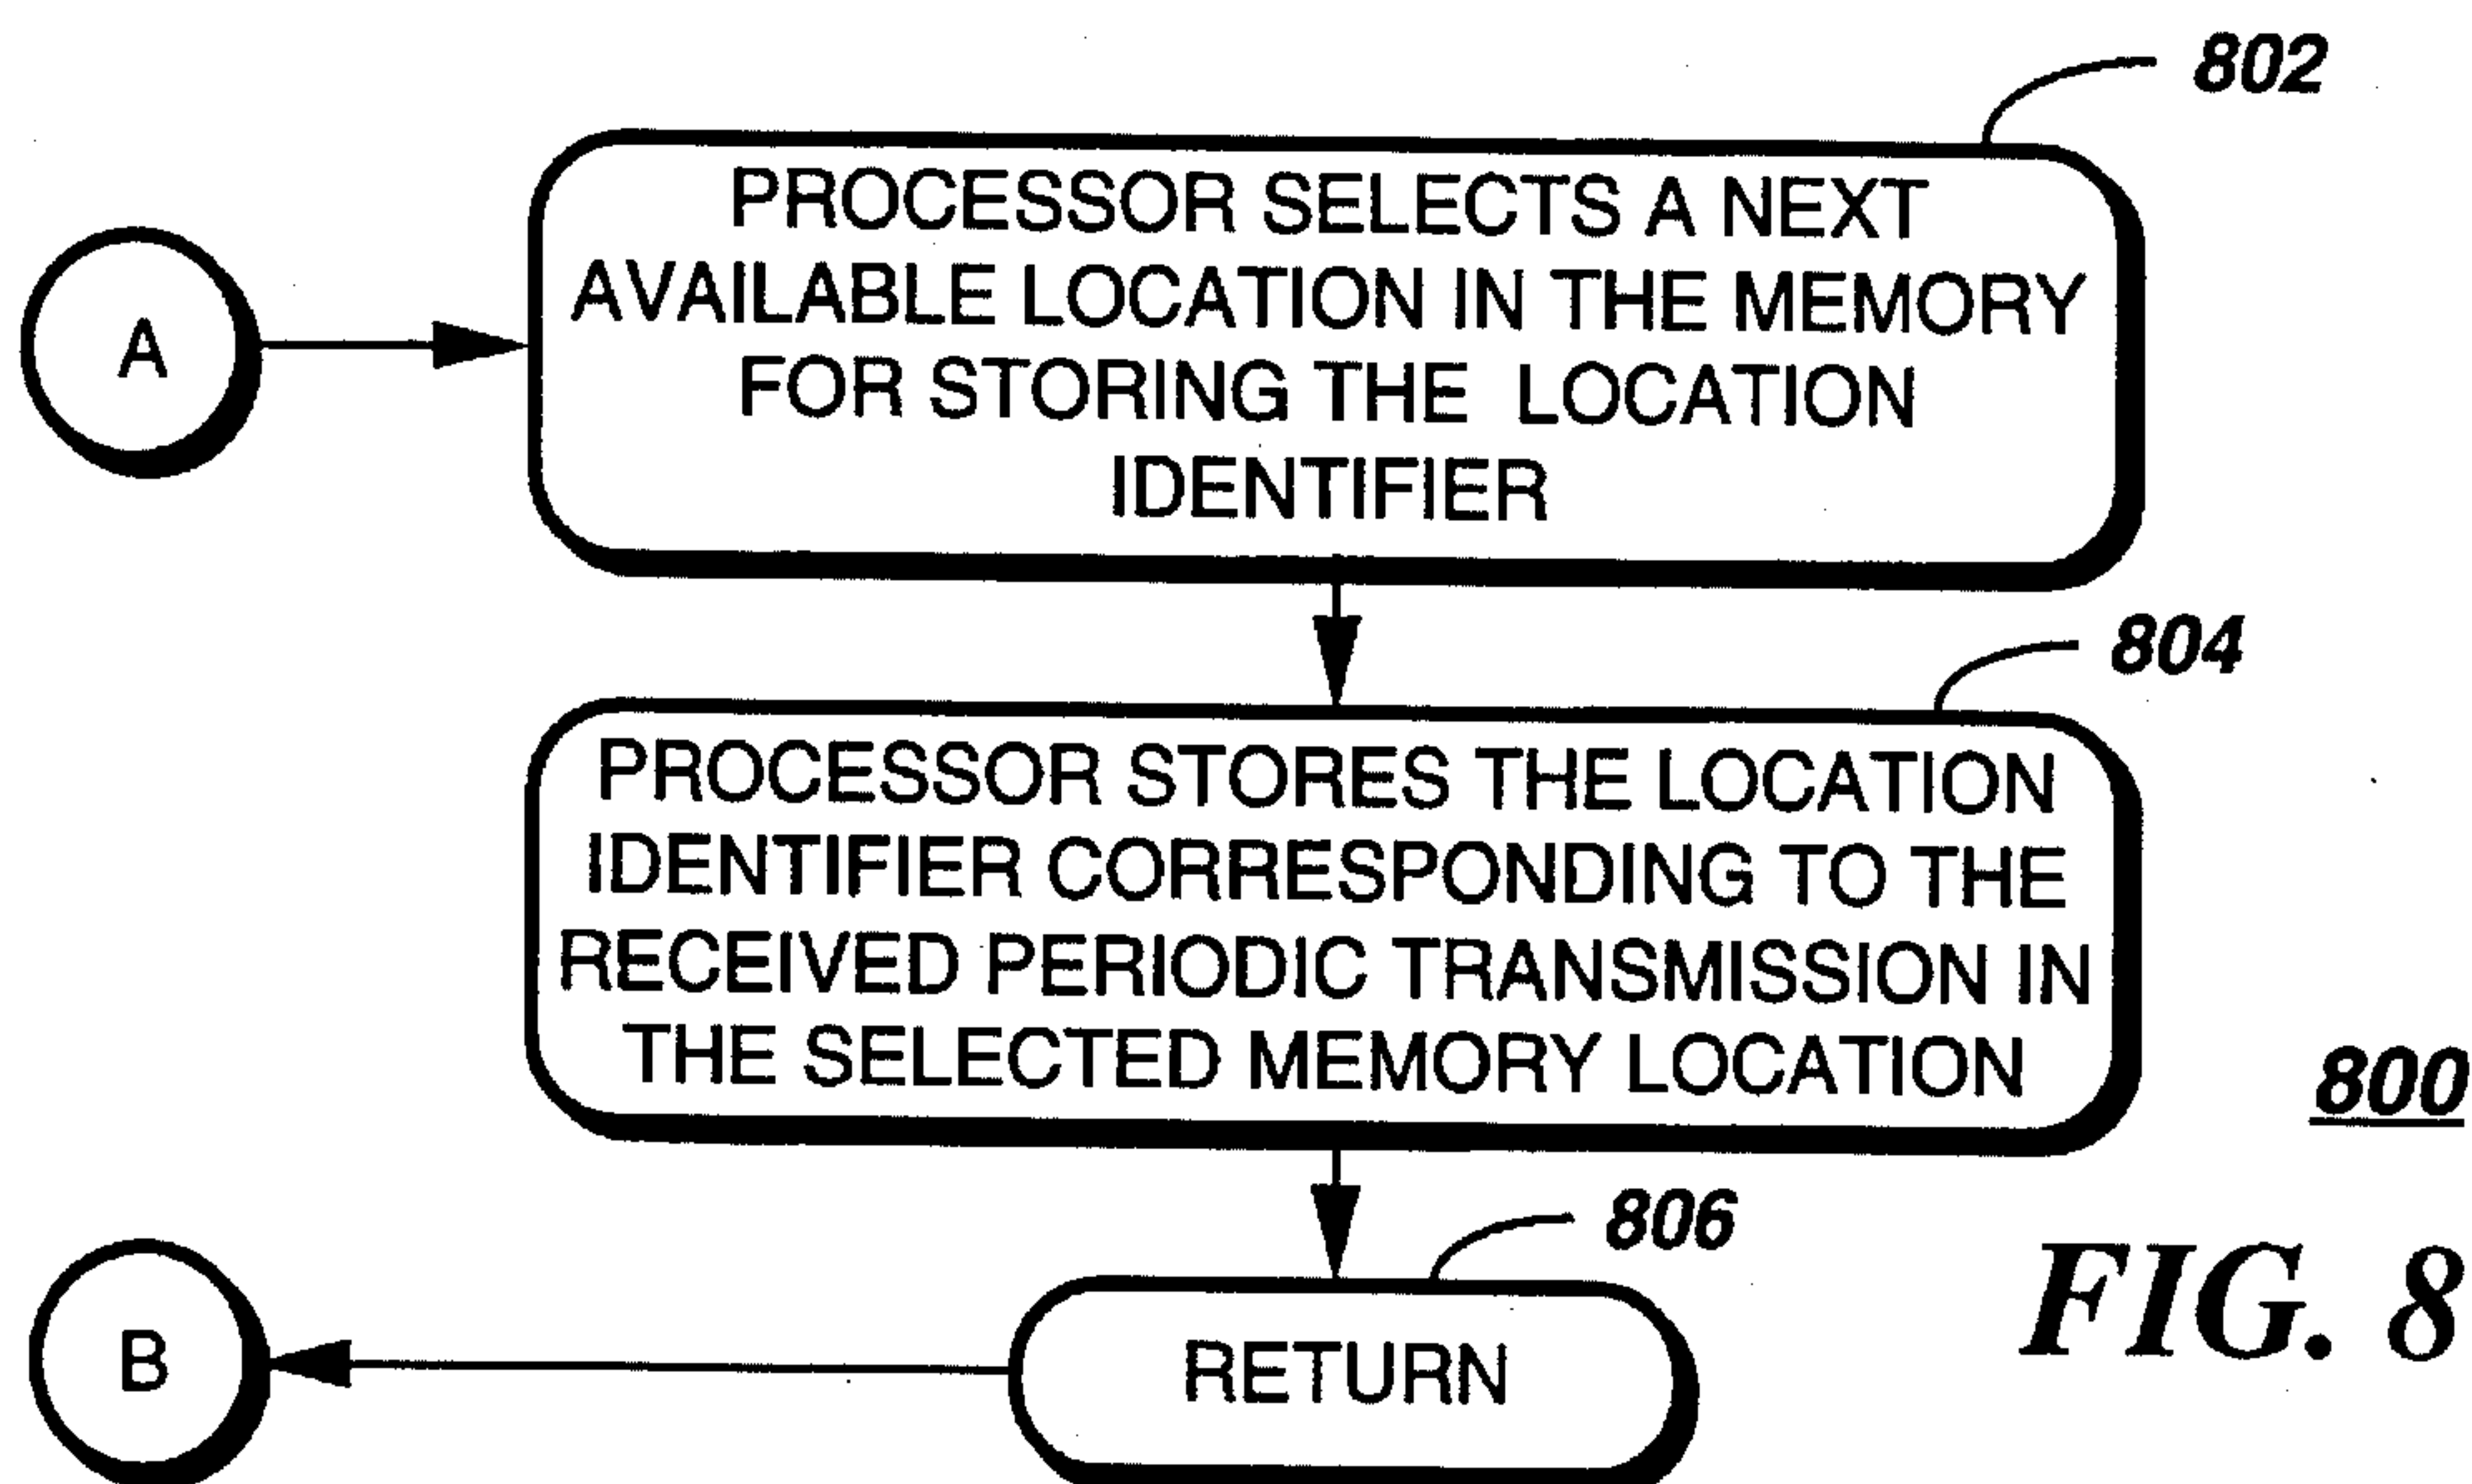 802
PROCESSOR SELECTS A NEXT
AVAILABLE LOCATION IN THE MEMORY
FOR STORING THE LOCATION
IDENTIFIER
A
804
PROCESSOR STORES THE LOCATION
IDENTIFIER CORRESPONDING TO THE
RECEIVED PERIODIC TRANSMISSION IN
THE SELECTED MEMORY LOCATION
800
806
RETURN
B
FIG. 8